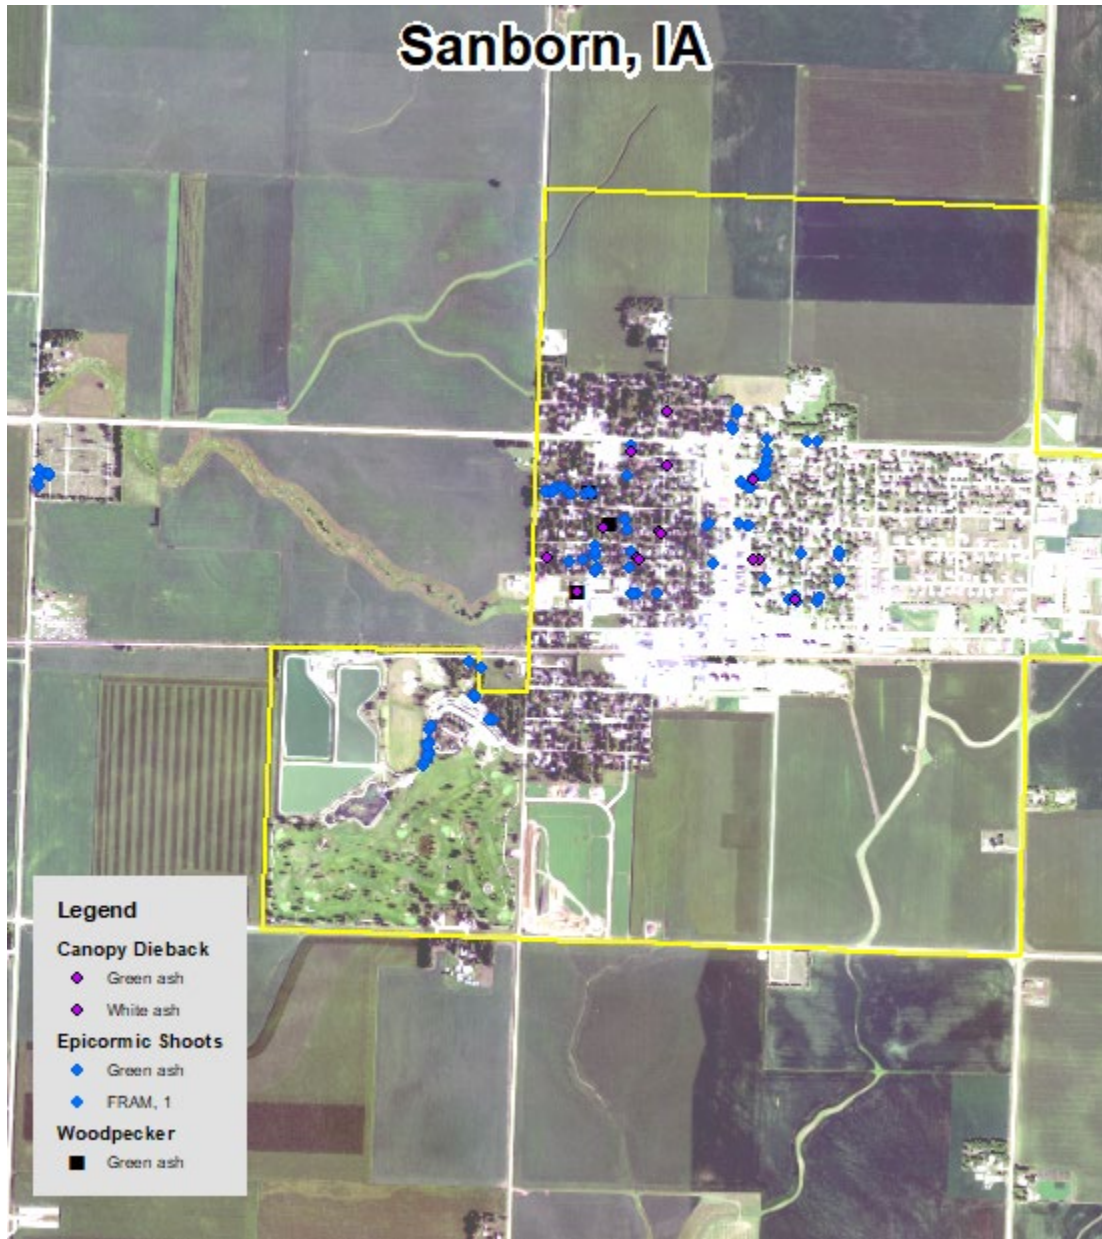 Sanborn, IA
Legend
Canopy Dieback
Green ash
White ash
Epicormic Shoots
Green ash
FRAM, 1
Woodpecker
Green ash